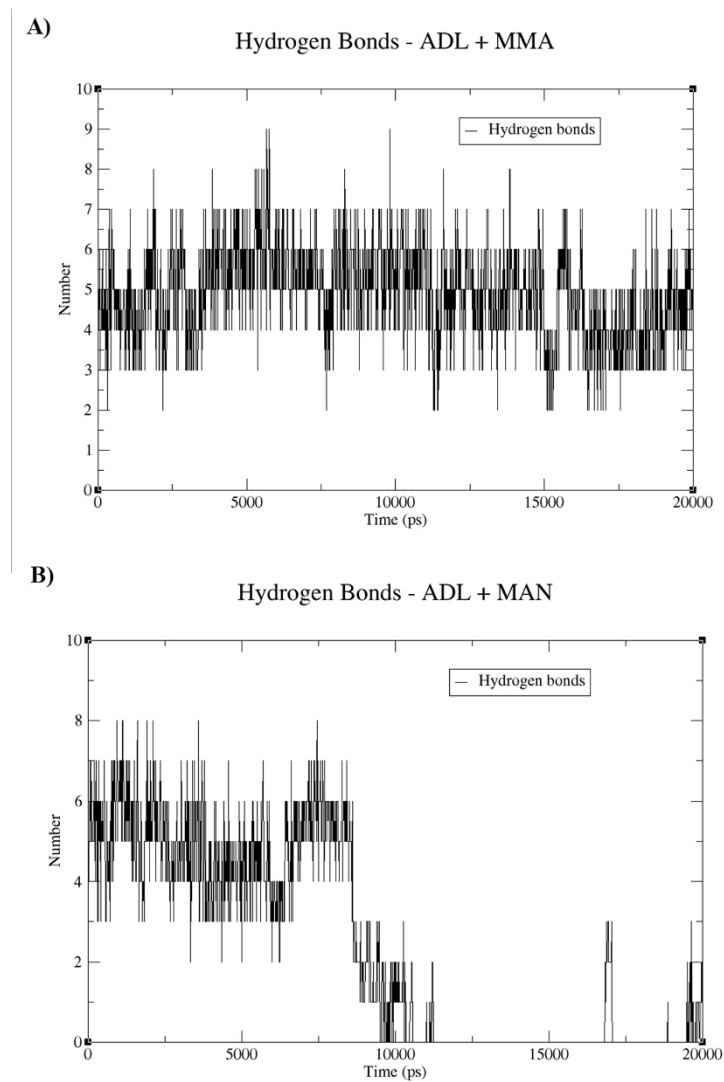 A)
Hydrogen Bonds - ADL + MMA
10
9
8
7
6
5
4
3
2
1
0
Number
Hydrogen bonds
0 5000 10000 15000 20000
Time (ps)
B)
Hydrogen Bonds - ADL + MAN
10
8
6
4
2
0
Number
Hydrogen bonds
0 5000 10000 15000 20000
Time (ps)